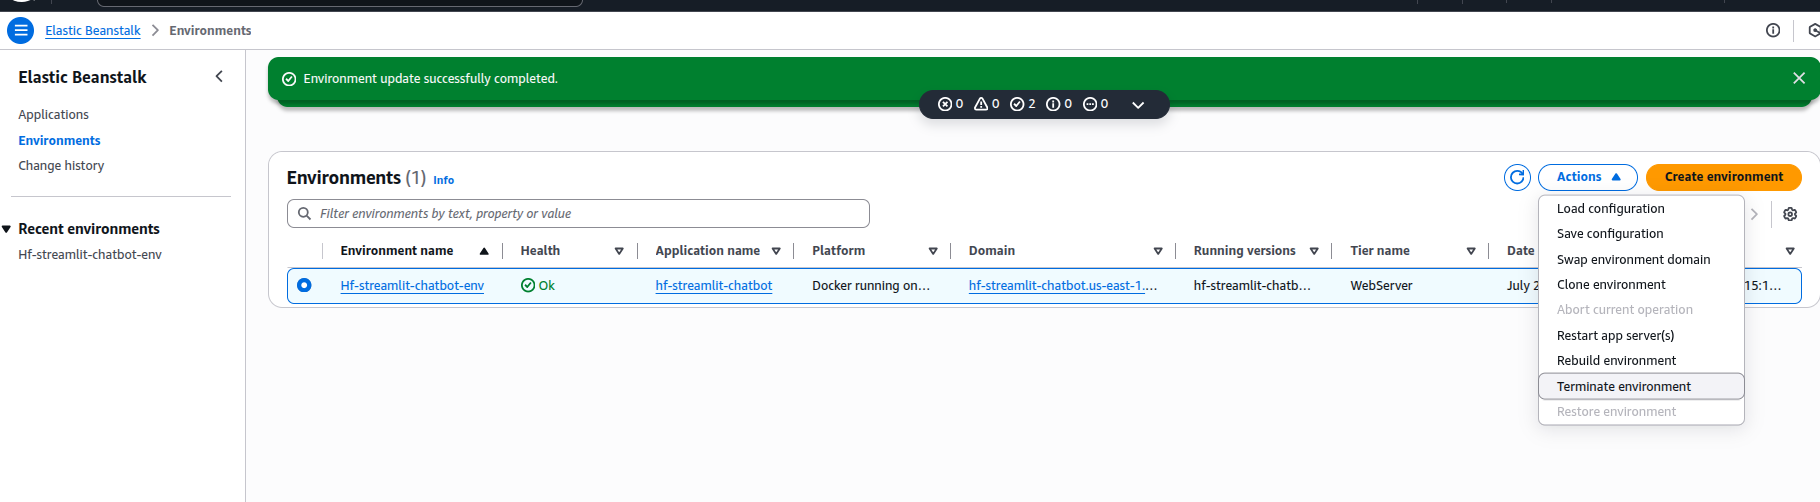 Elastic Beanstalk > Environments
Elastic Beanstalk
Applications
Environments
Change history
Recent environments
Hf-streamlit-chatbot-env
Environment update successfully completed.
0 0 2 0 0
Environments (1) Info
Actions
Create environment
Filter environments by text, property or value
Environment name Health Application name Platform Domain Running versions Tier name Date
Hf-streamlit-chatbot-env Ok hf-streamlit-chatbot Docker running on... hf-streamlit-chatbot.us-east-1.... hf-streamlit-chatb... WebServer July 2 15:1...
Load configuration
Save configuration
Swap environment domain
Clone environment
Abort current operation
Restart app server(s)
Rebuild environment
Terminate environment
Restore environment